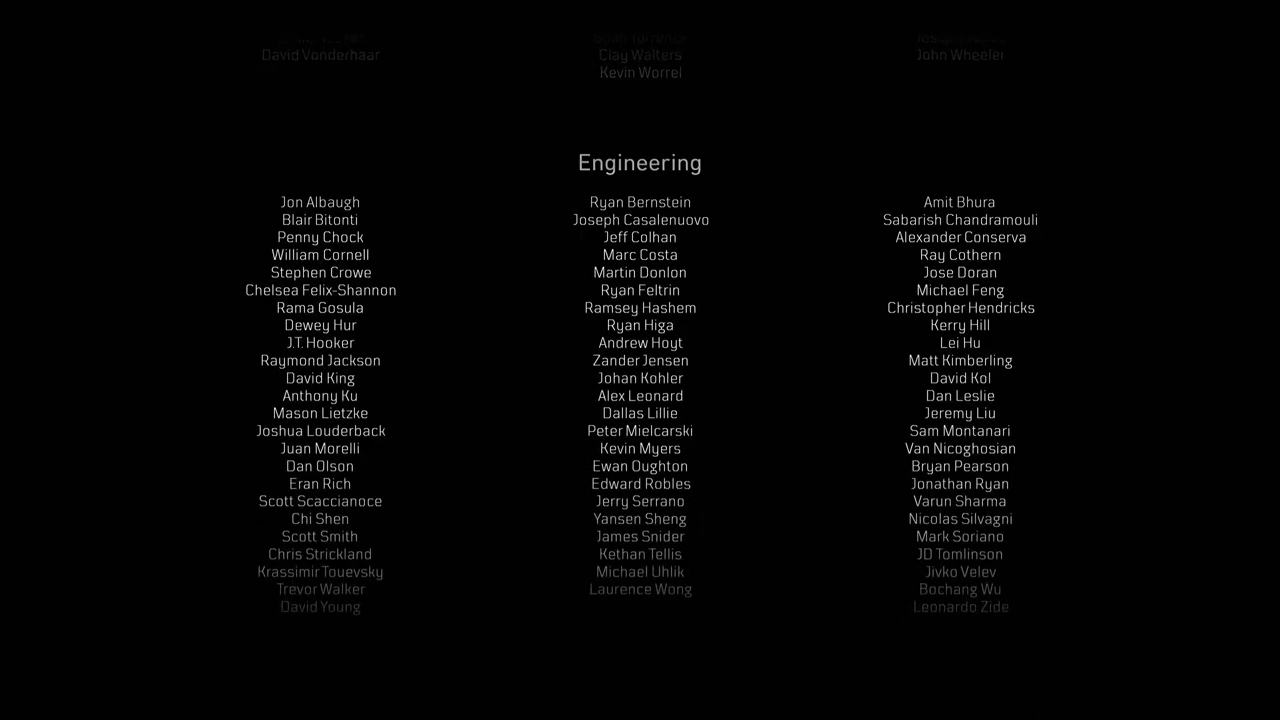 David Vonderhaar Clay Walters John Wheeler
Kevin Worrel
Engineering
Jon Albaugh Ryan Bernstein Amit Bhura
Blair Bitonti Joseph Casalenuovo Sabarish Chandramouli
Penny Chock Jeff Colhan Alexander Conserva
William Cornell Marc Costa Ray Cothern
Stephen Crowe Martin Donlon Jose Doran
Chelsea Felix-Shannon Ryan Feltrin Michael Feng
Rama Gosula Ramsey Hashem Christopher Hendricks
Dewey Hur Ryan Higa Kerry Hill
J.T. Hooker Andrew Hoyt Lei Hu
Raymond Jackson Zander Jensen Matt Kimberling
David King Johan Kohler David Kol
Anthony Ku Alex Leonard Dan Leslie
Mason Lietzke Dallas Lillie Jeremy Liu
Joshua Louderback Peter Mielcarski Sam Montanari
Juan Morelli Kevin Myers Van Nicoghosian
Dan Olson Ewan Oughton Bryan Pearson
Eran Rich Edward Robles Jonathan Ryan
Scott Scaccianoce Jerry Serrano Varun Sharma
Chi Shen Yansen Sheng Nicolas Silvagni
Scott Smith James Snider Mark Soriano
Chris Strickland Kethan Tellis JD Tomlinson
Krassimir Touevsky Michael Uhlik Jivko Velev
Trevor Walker Laurence Wong Bochang Wu
David Young Leonardo Zide